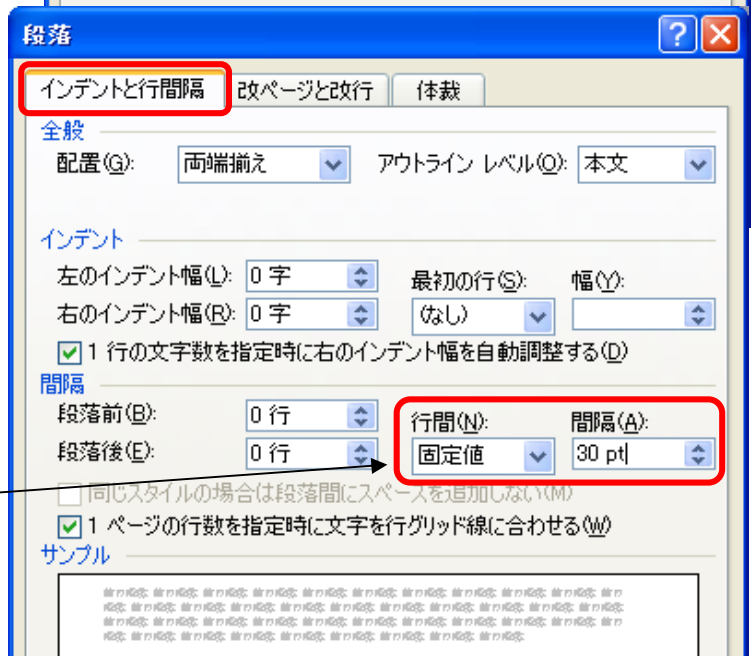 段落
インデントと行間隔 改ページと改行 体裁
全般
配置(G): 両端揃え アウトライン レベル(O): 本文
インデント
左のインデント幅(L): 0 字 最初の行(S): 幅(Y):
右のインデント幅(R): 0 字 (なし)
1 行の文字数を指定時に右のインデント幅を自動調整する(D)
間隔
段落前(B): 0 行 行間(N): 間隔(A):
段落後(E): 0 行 固定値 30 pt
同じスタイルの場合は段落間にスペースを追加しない(M)
1 ページの行数を指定時に文字を行グリッド線に合わせる(W)
サンプル